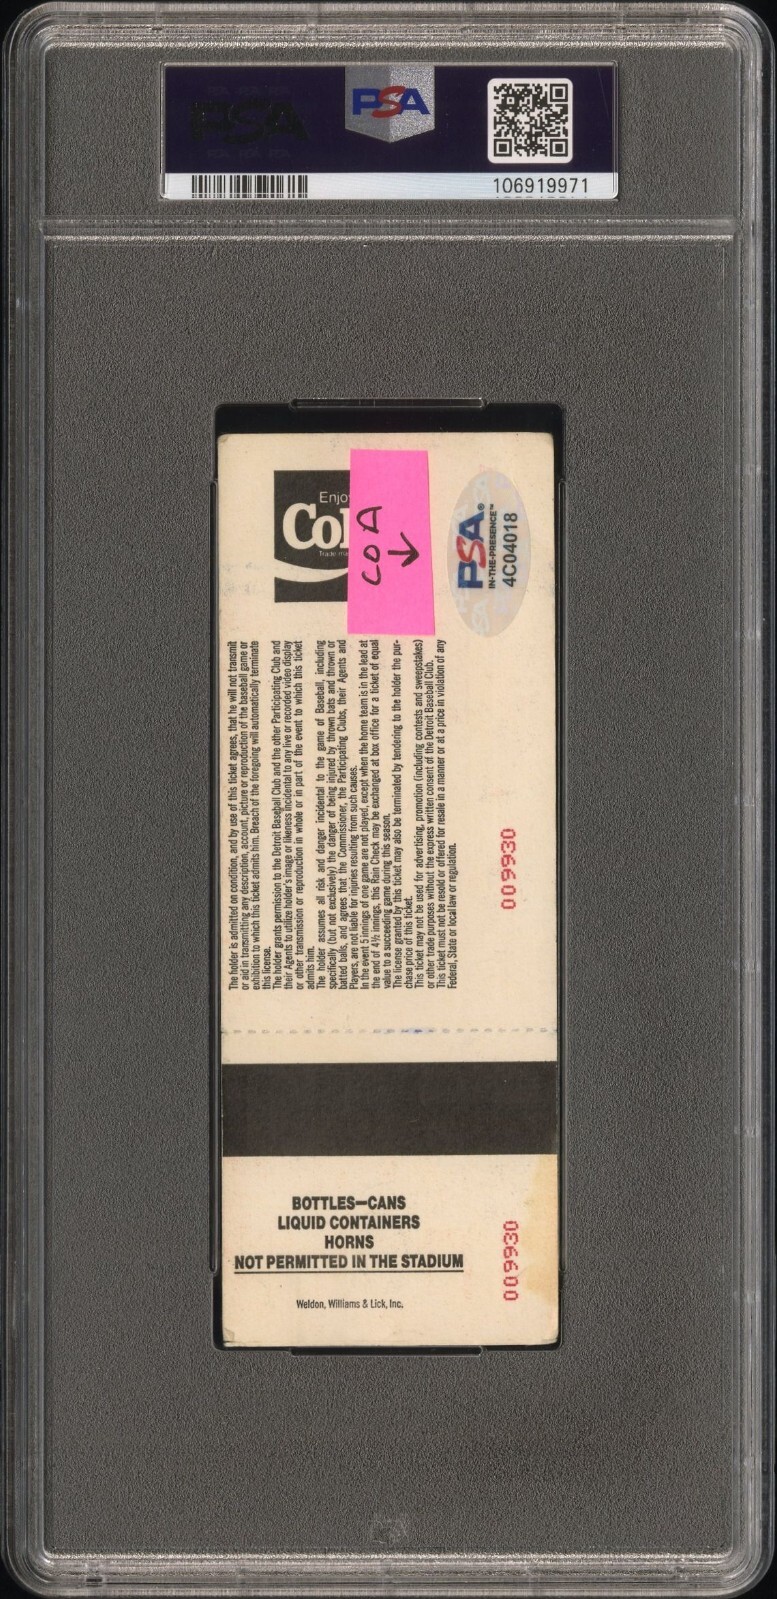 PSA
PSA
106919971
Enjo
Co
Trade-ma
COA
PSA®
IN-THE-PRESENCE™
4C04018
The holder is admitted on condition, and by use of this ticket agrees, that he will not transmit
or aid in transmitting any description, account, picture or reproduction of the baseball game or
exhibition to which this ticket admits him. Breach of the foregoing will automatically terminate
this license.
The holder grants permission to the Detroit Baseball Club and the other Participating Club and
their Agents to utilize holder's image or likeness incidental to any live or recorded video display
or other transmission or reproduction in whole or in part of the event to which this ticket
admits him.
The holder assumes all risk and danger incidental to the game of Baseball, including
specifically (but not exclusively) the danger of being injured by thrown bats and thrown or
batted balls, and agrees that the Commissioner, the Participating Clubs, their Agents and
Players, are not liable for injuries resulting from such causes.
In the event 5 innings of one game are not played, except when the home team is in the lead at
the end of 4½ innings, this Rain Check may be exchanged at box office for a ticket of equal
value to a succeeding game during this season.
The license granted by this ticket may also be terminated by tendering to the holder the pur-
chase price of this ticket.
This ticket may not be used for advertising, promotion (including contests and sweepstakes)
or other trade purposes without the express written consent of the Detroit Baseball Club.
This ticket must not be resold or offered for resale in a manner or at a price in violation of any
Federal, State or local law or regulation.
009930
BOTTLES—CANS
LIQUID CONTAINERS
HORNS
NOT PERMITTED IN THE STADIUM
Weldon, Williams & Lick, Inc.
009930